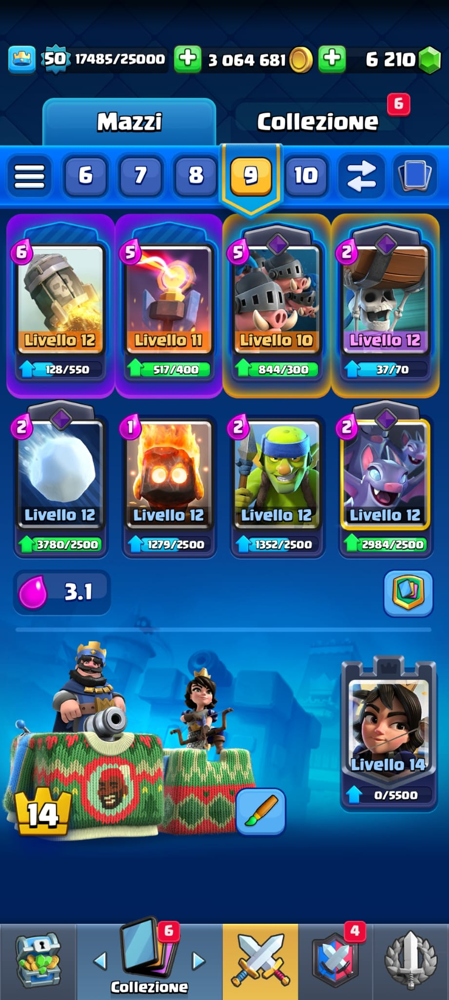 50 17485/25000 3 064 681 6 210
Mazzi Collezione 6
6 7 8 9 10
6 5 5 2
Livello 12 Livello 11 Livello 10 Livello 12
128/550 517/400 844/300 37/70
2 1 2 2
Livello 12 Livello 12 Livello 12 Livello 12
3780/2500 1279/2500 1352/2500 2984/2500
3.1
Livello 14
0/5500
14
6 4
Collezione